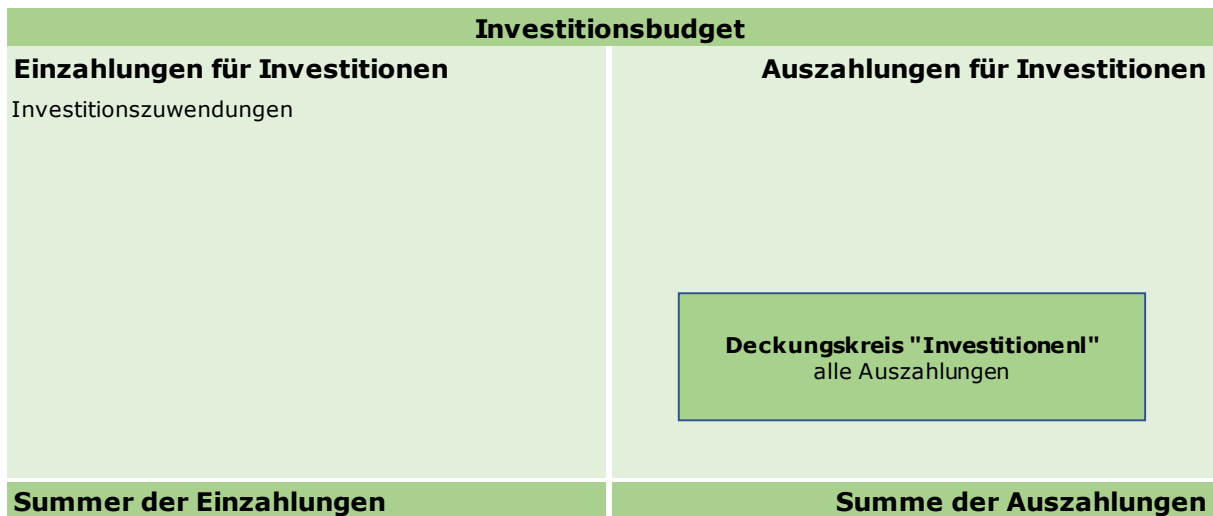 Investitionsbudget
Einzahlungen für Investitionen
Auszahlungen für Investitionen
Investitionszuwendungen
Deckungskreis "Investitionenl"
alle Auszahlungen
Summer der Einzahlungen
Summe der Auszahlungen